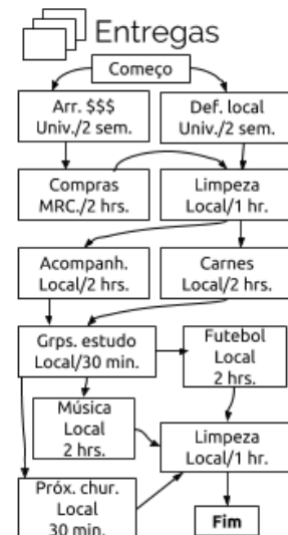 Entregas
Começo
Arr. $$$
Univ./2 sem.
Def. local
Univ./2 sem.
Compras
MRC./2 hrs.
Limpeza
Local/1 hr.
Acompanh.
Local/2 hrs.
Carnes
Local/2 hrs.
Grps. estudo
Local/30 min.
Futebol
Local
2 hrs.
Música
Local
2 hrs.
Limpeza
Local/1 hr.
Próx. chur.
Local
30 min.
Fim